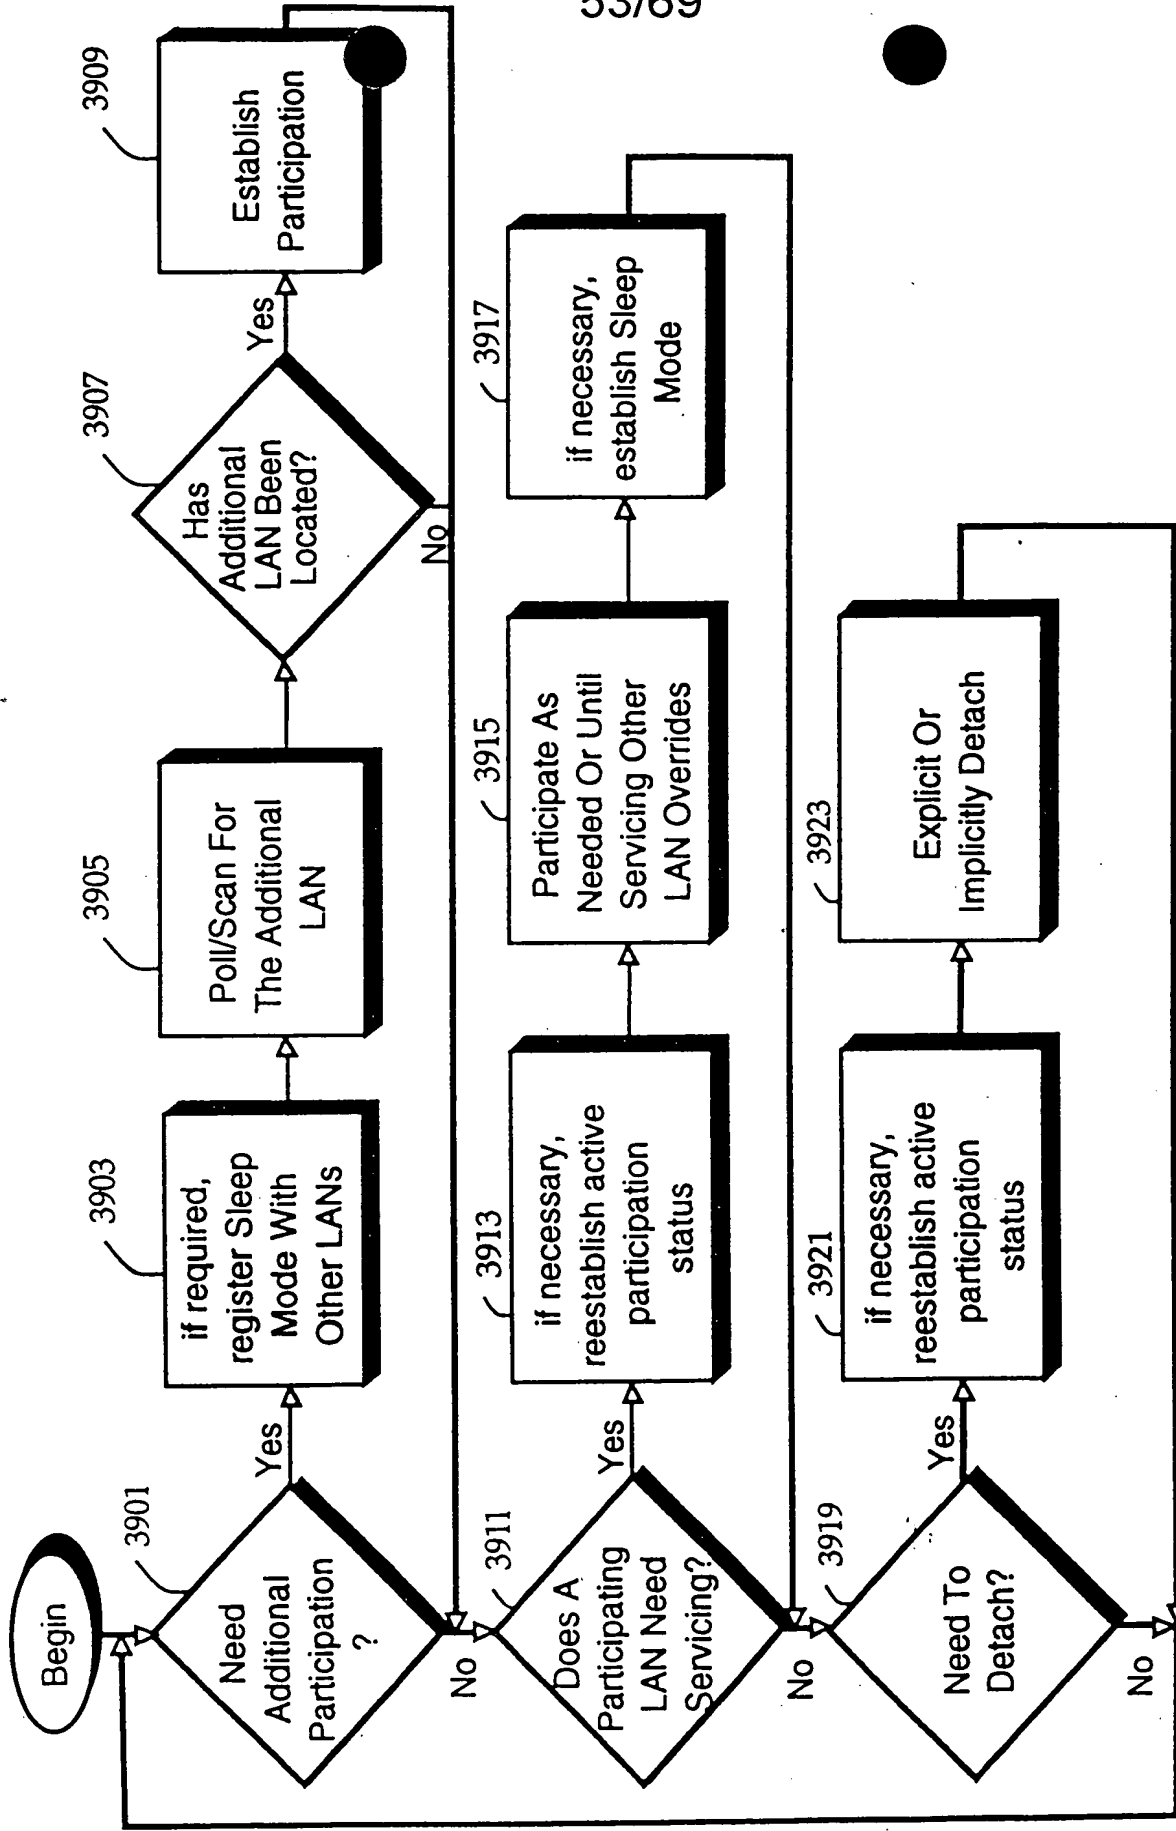 53/69
Begin
3901
Need
Additional
Participation
?
Yes
No
3903
if required,
register Sleep
Mode With
Other LANs
3905
Poll/Scan For
The Additional
LAN
3907
Has
Additional
LAN Been
Located?
Yes
No
3909
Establish
Participation
3911
Does A
Participating
LAN Need
Servicing?
Yes
No
3913
if necessary,
reestablish active
participation
status
3915
Participate As
Needed Or Until
Servicing Other
LAN Overrides
3917
if necessary,
establish Sleep
Mode
3919
Need To
Detach?
Yes
No
3921
if necessary,
reestablish active
participation
status
3923
Explicit Or
Implicitly Detach